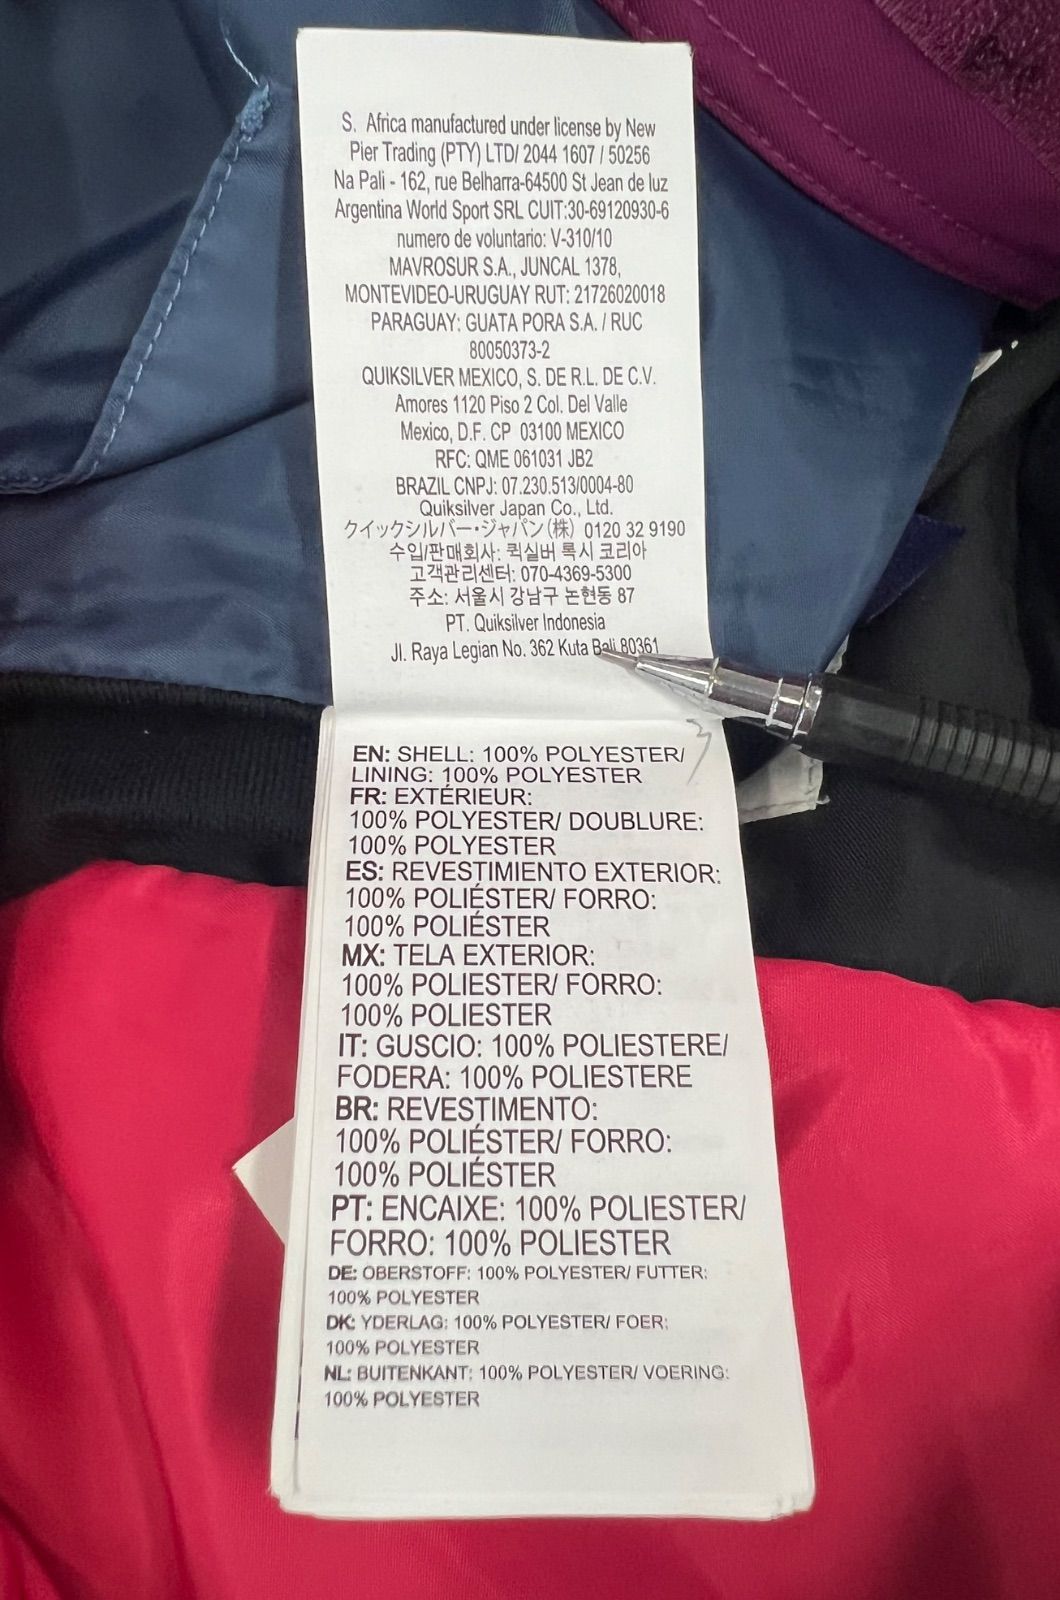 S. Africa manufactured under license by New
Pier Trading (PTY) LTD/ 2044 1607 / 50256
Na Pali - 162, rue Belharra-64500 St Jean de luz
Argentina World Sport SRL CUIT:30-69120930-6
numero de voluntario: V-310/10
MAVROSUR S.A., JUNCAL 1378,
MONTEVIDEO-URUGUAY RUT: 21726020018
PARAGUAY: GUATA PORA S.A. / RUC
80050373-2
QUIKSILVER MEXICO, S. DE R.L. DE C.V.
Amores 1120 Piso 2 Col. Del Valle
Mexico, D.F. CP 03100 MEXICO
RFC: QME 061031 JB2
BRAZIL CNPJ: 07.230.513/0004-80
Quiksilver Japan Co., Ltd.
クイックシルバー・ジャパン(株) 0120 32 9190
수입/판매회사: 퀵실버 록시 코리아
고객관리센터: 070-4369-5300
주소: 서울시 강남구 논현동 87
PT. Quiksilver Indonesia
Jl. Raya Legian No. 362 Kuta Bali 80361
EN: SHELL: 100% POLYESTER/
LINING: 100% POLYESTER
FR: EXTÉRIEUR:
100% POLYESTER/ DOUBLURE:
100% POLYESTER
ES: REVESTIMIENTO EXTERIOR:
100% POLIÉSTER/ FORRO:
100% POLIÉSTER
MX: TELA EXTERIOR:
100% POLIESTER/ FORRO:
100% POLIESTER
IT: GUSCIO: 100% POLIESTERE/
FODERA: 100% POLIESTERE
BR: REVESTIMENTO:
100% POLIÉSTER/ FORRO:
100% POLIÉSTER
PT: ENCAIXE: 100% POLIESTER/
FORRO: 100% POLIESTER
DE: OBERSTOFF: 100% POLYESTER/ FUTTER:
100% POLYESTER
DK: YDERLAG: 100% POLYESTER/ FOER:
100% POLYESTER
NL: BUITENKANT: 100% POLYESTER/ VOERING:
100% POLYESTER